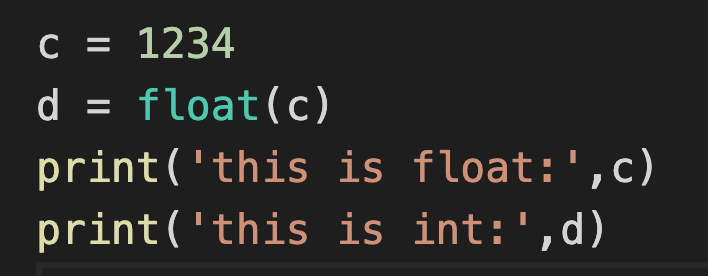 c = 1234
d = float(c)
print('this is float:',c)
print('this is int:',d)